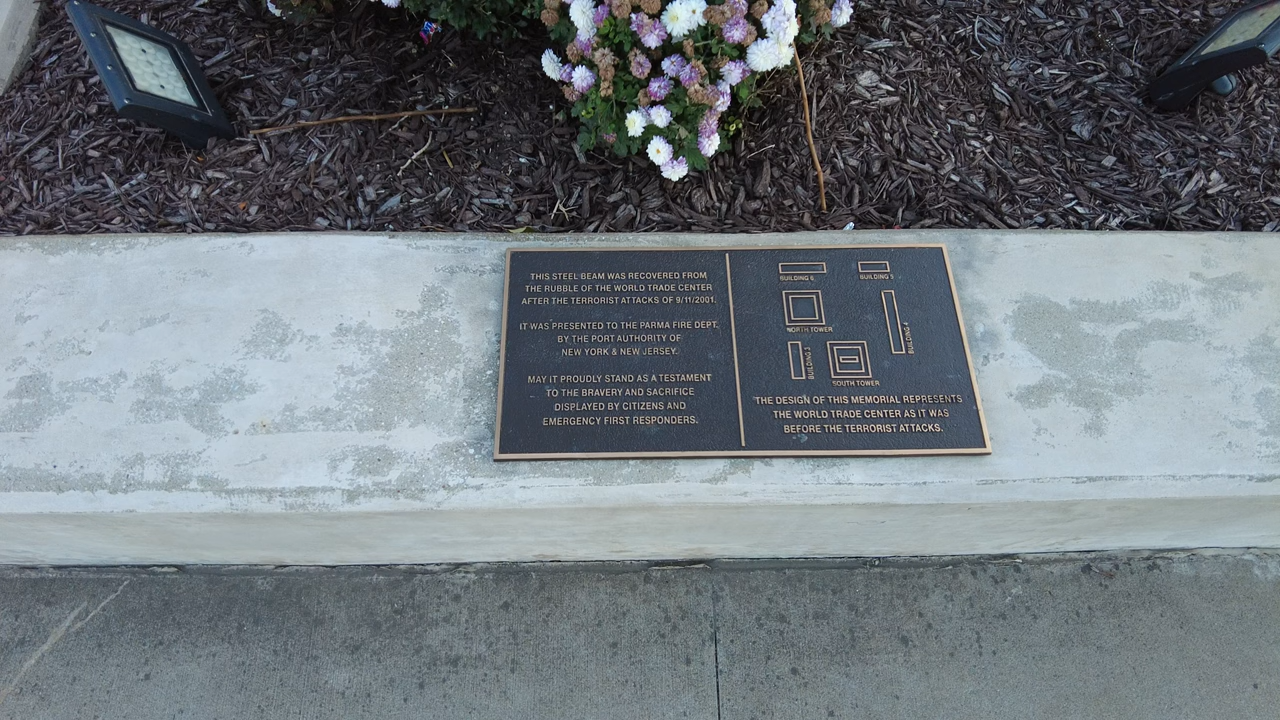 THIS STEEL BEAM WAS RECOVERED FROM
THE RUBBLE OF THE WORLD TRADE CENTER
AFTER THE TERRORIST ATTACKS OF 9/11/2001.
IT WAS PRESENTED TO THE PARMA FIRE DEPT.
BY THE PORT AUTHORITY OF
NEW YORK & NEW JERSEY.
MAY IT PROUDLY STAND AS A TESTAMENT
TO THE BRAVERY AND SACRIFICE
DISPLAYED BY CITIZENS AND
EMERGENCY FIRST RESPONDERS.
BUILDING 6
BUILDING 5
NORTH TOWER
BUILDING 4
BUILDING 3
SOUTH TOWER
THE DESIGN OF THIS MEMORIAL REPRESENTS
THE WORLD TRADE CENTER AS IT WAS
BEFORE THE TERRORIST ATTACKS.